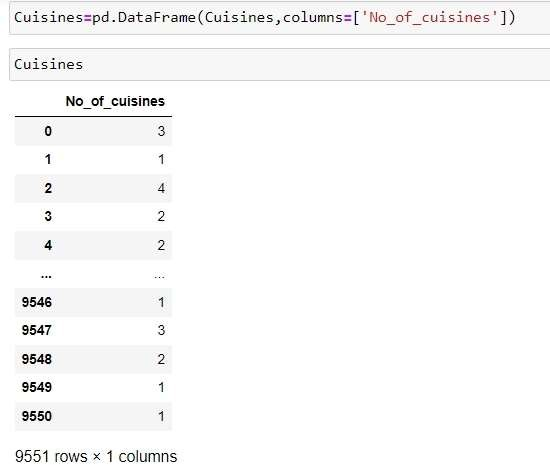 Cuisines=pd.DataFrame(Cuisines,columns=['No_of_cuisines'])
Cuisines
No_of_cuisines
0 3
1 1
2 4
3 2
4 2
... ...
9546 1
9547 3
9548 2
9549 1
9550 1
9551 rows × 1 columns